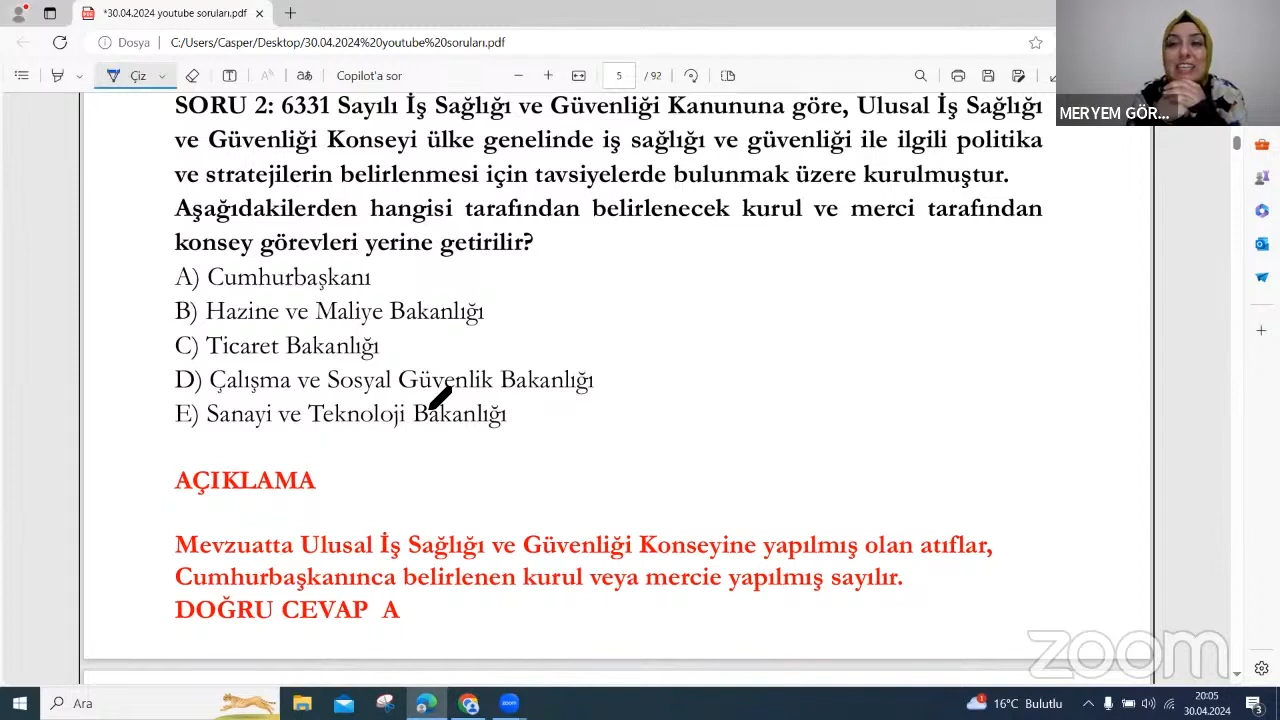 *30.04.2024 youtube soruları.pdf
Dosya
C:/Users/Casper/Desktop/30.04.2024%20youtube%20soruları.pdf
Çiz
Copilot'a sor
5 /92
MERYEM GÖR...
SORU 2: 6331 Sayılı İş Sağlığı ve Güvenliği Kanununa göre, Ulusal İş Sağlığı
ve Güvenliği Konseyi ülke genelinde iş sağlığı ve güvenliği ile ilgili politika
ve stratejilerin belirlenmesi için tavsiyelerde bulunmak üzere kurulmuştur.
Aşağıdakilerden hangisi tarafından belirlenecek kurul ve merci tarafından
konsey görevleri yerine getirilir?
A) Cumhurbaşkanı
B) Hazine ve Maliye Bakanlığı
C) Ticaret Bakanlığı
D) Çalışma ve Sosyal Güvenlik Bakanlığı
E) Sanayi ve Teknoloji Bakanlığı
AÇIKLAMA
Mevzuatta Ulusal İş Sağlığı ve Güvenliği Konseyine yapılmış olan atıflar,
Cumhurbaşkanınca belirlenen kurul veya mercie yapılmış sayılır.
DOĞRU CEVAP A
zoom
Ara
zoom
1
16°C Bulutlu
20:05
30.04.2024
3